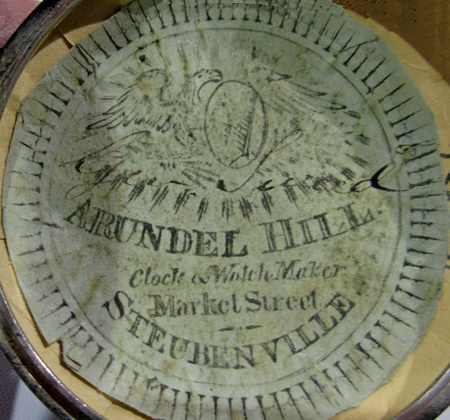 ARUNDEL HILL
Clock & Watch Maker
Market Street
STEUBENVILLE